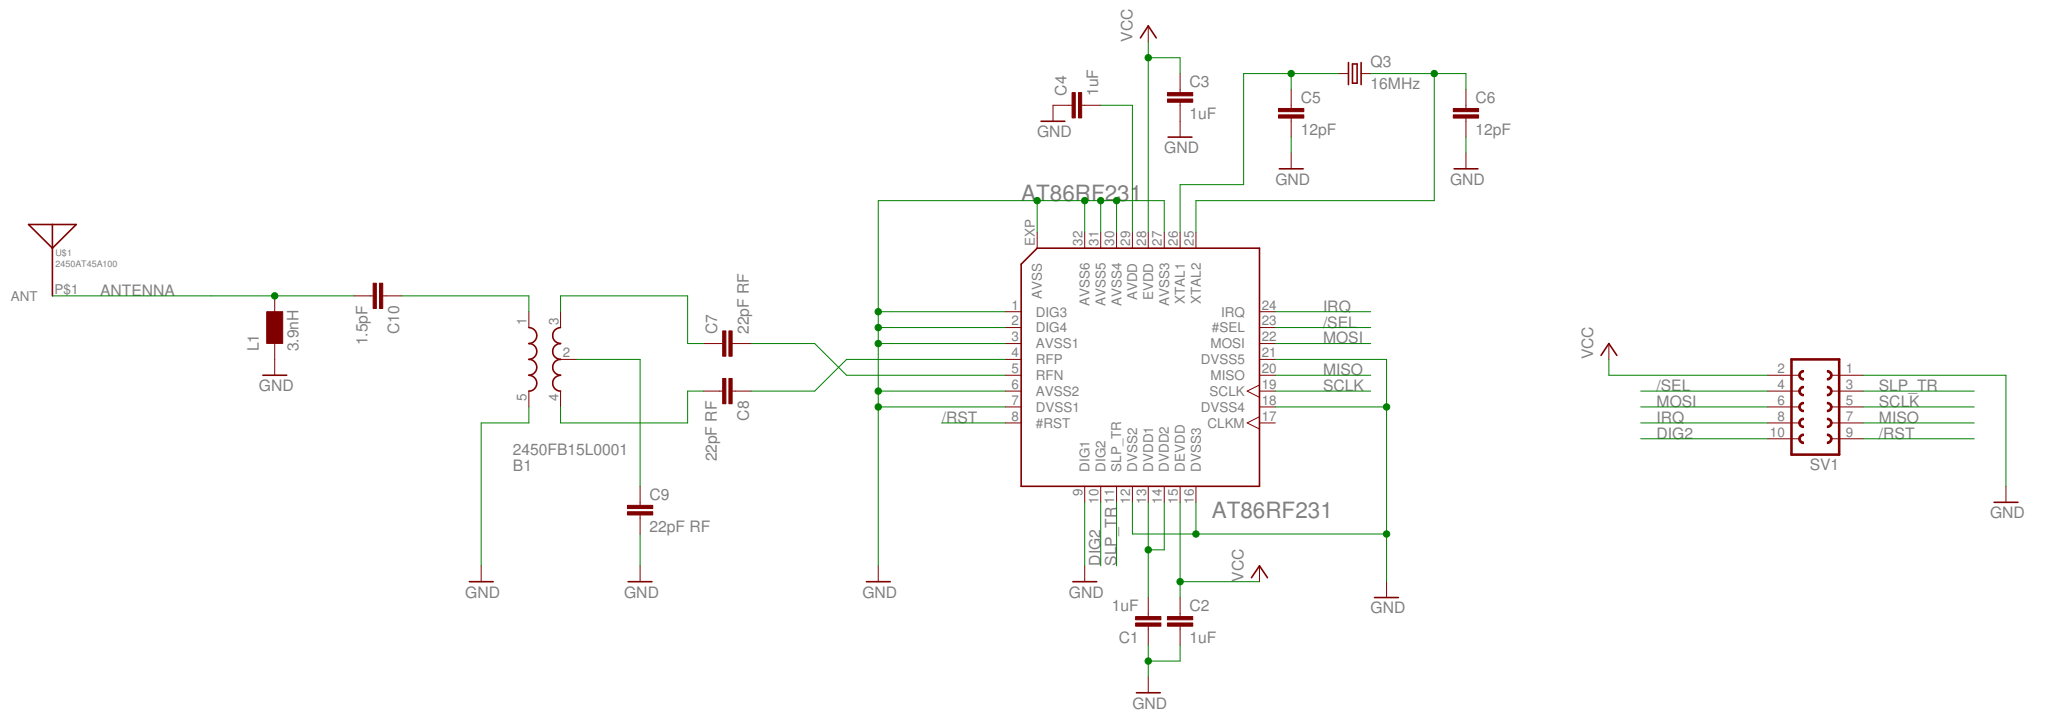 VCC
C4
1uF
GND
C3
1uF
GND
Q3
16MHz
C5
12pF
GND
C6
12pF
GND
U$1
2450AT45A100
ANT
P$1
ANTENNA
L1
3.9nH
GND
1.5pF
C10
1
5
3
2
4
2450FB15L0001
B1
GND
C7
22pF RF
22pF RF
C8
C9
22pF RF
GND
GND
AT86RF231
EXP
32
31
30
29
28
27
26
25
AVSS
AVSS6
AVSS5
AVSS4
AVDD
EVDD
AVSS3
XTAL1
XTAL2
1 DIG3
2 DIG4
3 AVSS1
4 RFP
5 RFN
6 AVSS2
7 DVSS1
/RST 8 #RST
IRQ 24 IRQ
#SEL 23 /SEL
MOSI 22 MOSI
DVSS5 21
MISO 20 MISO
SCLK 19 SCLK
DVSS4 18
CLKM 17
DIG1
DIG2
SLP_TR
DVSS2
DVDD1
DVDD2
DEVDD
DVSS3
9
10
11
12
13
14
15
16
DIG2
SLP_TR
AT86RF231
GND
VCC
GND
1uF
C1
C2
1uF
GND
VCC
2 1
/SEL 4 3 SLP_TR
MOSI 6 5 SCLK
IRQ 8 7 MISO
DIG2 10 9 /RST
SV1
GND